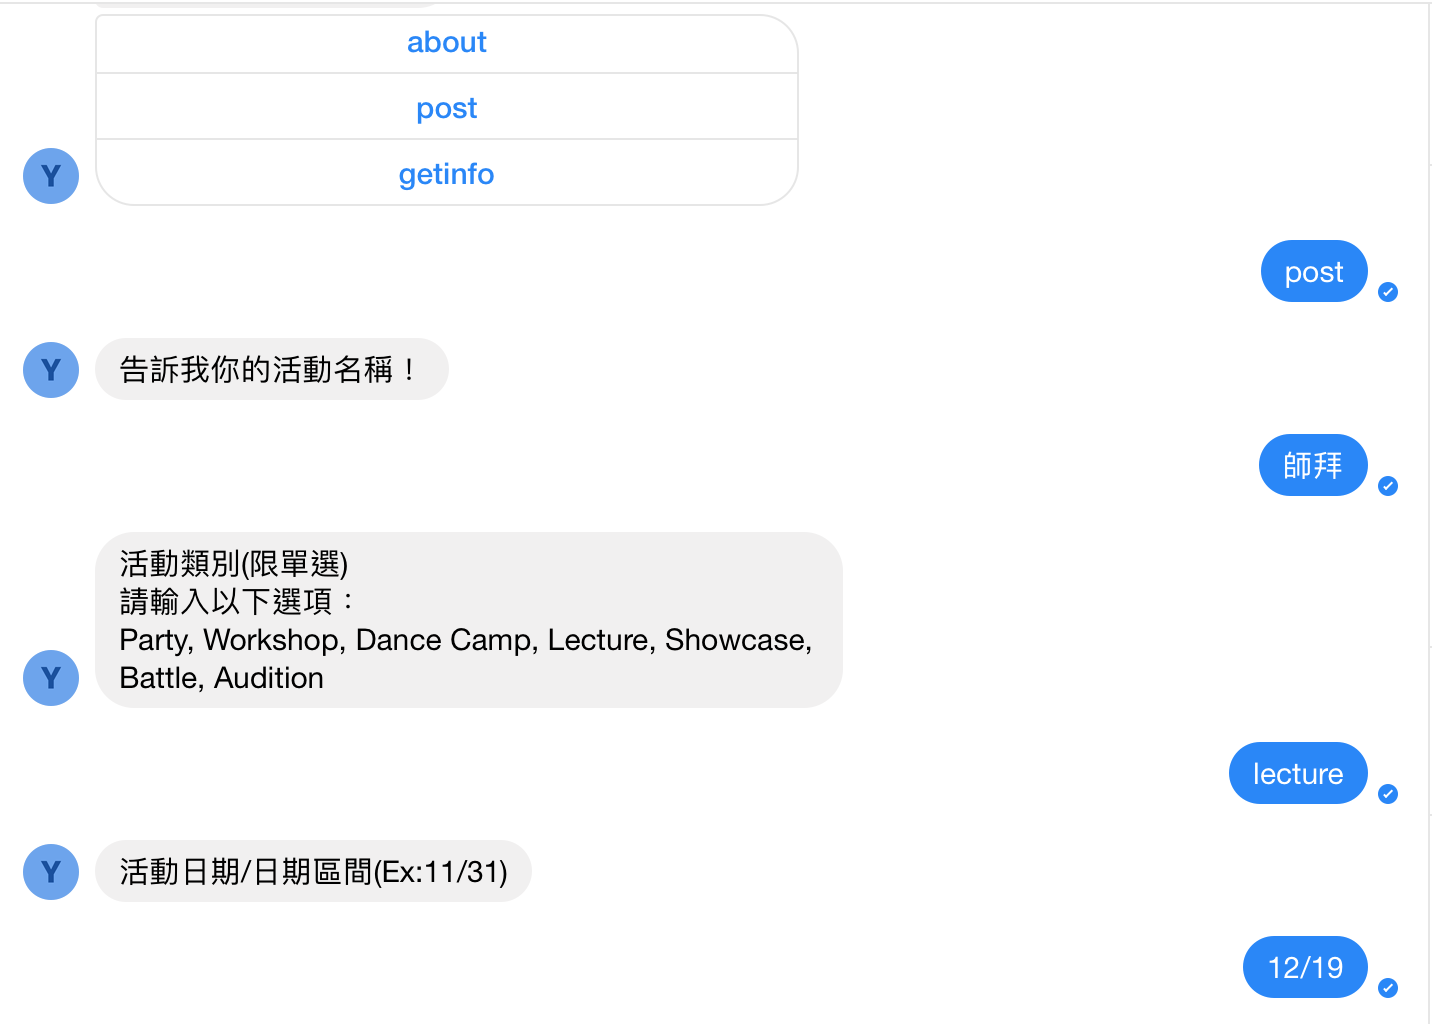 about
post
getinfo
Y
post
告訴我你的活動名稱！
Y
師拜
活動類別(限單選)
請輸入以下選項：
Party, Workshop, Dance Camp, Lecture, Showcase,
Battle, Audition
Y
lecture
活動日期/日期區間(Ex:11/31)
Y
12/19